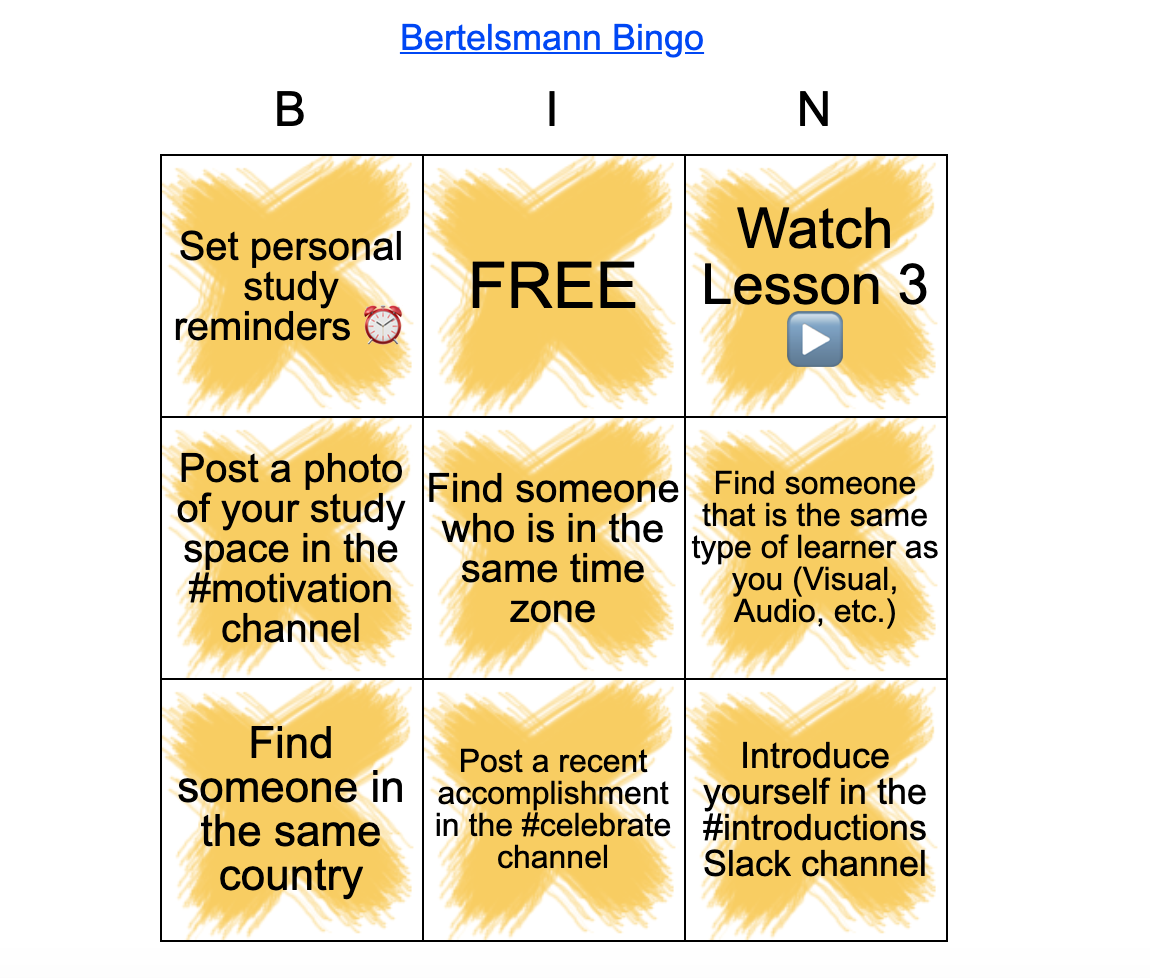 Bertelsmann Bingo
B I N
Set personal
study
reminders ⏰
FREE
Watch
Lesson 3
▶️
Post a photo
of your study
space in the
#motivation
channel
Find someone
who is in the
same time
zone
Find someone
that is the same
type of learner as
you (Visual,
Audio, etc.)
Find
someone in
the same
country
Post a recent
accomplishment
in the #celebrate
channel
Introduce
yourself in the
#introductions
Slack channel